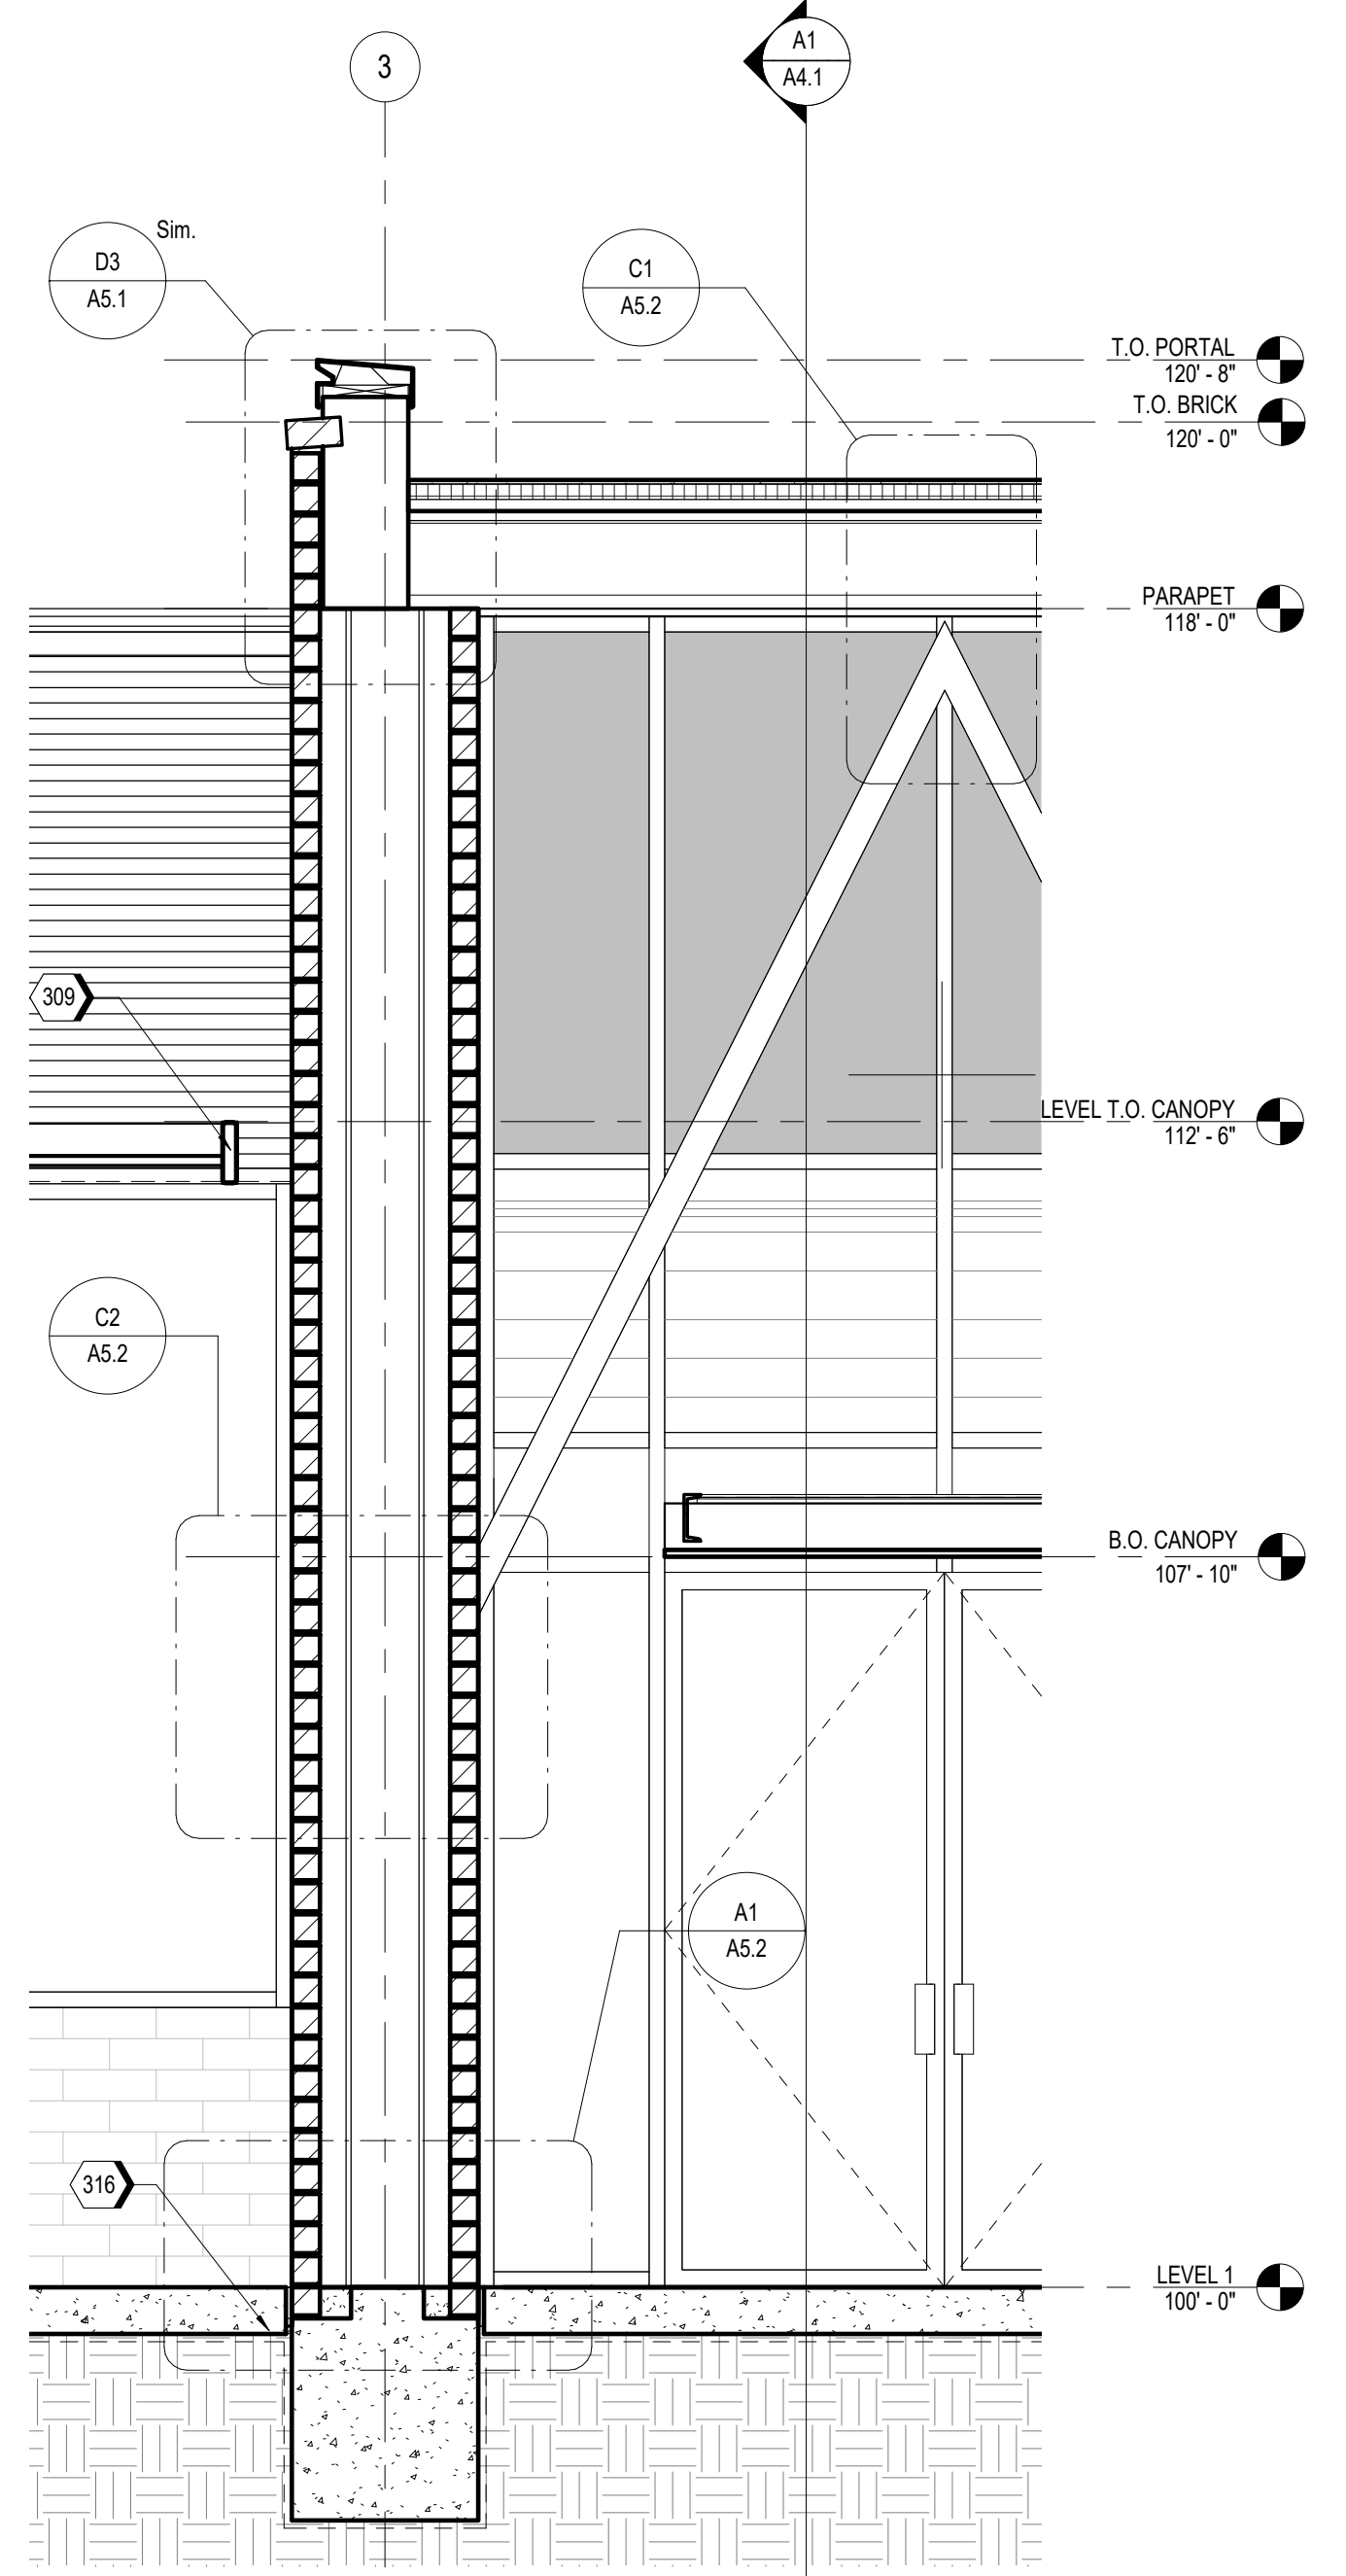 3
A1
A4.1
Sim.
D3
A5.1
C1
A5.2
T.O. PORTAL
120' - 8"
T.O. BRICK
120' - 0"
PARAPET
118' - 0"
309
LEVEL T.O. CANOPY
112' - 6"
C2
A5.2
B.O. CANOPY
107' - 10"
A1
A5.2
316
LEVEL 1
100' - 0"